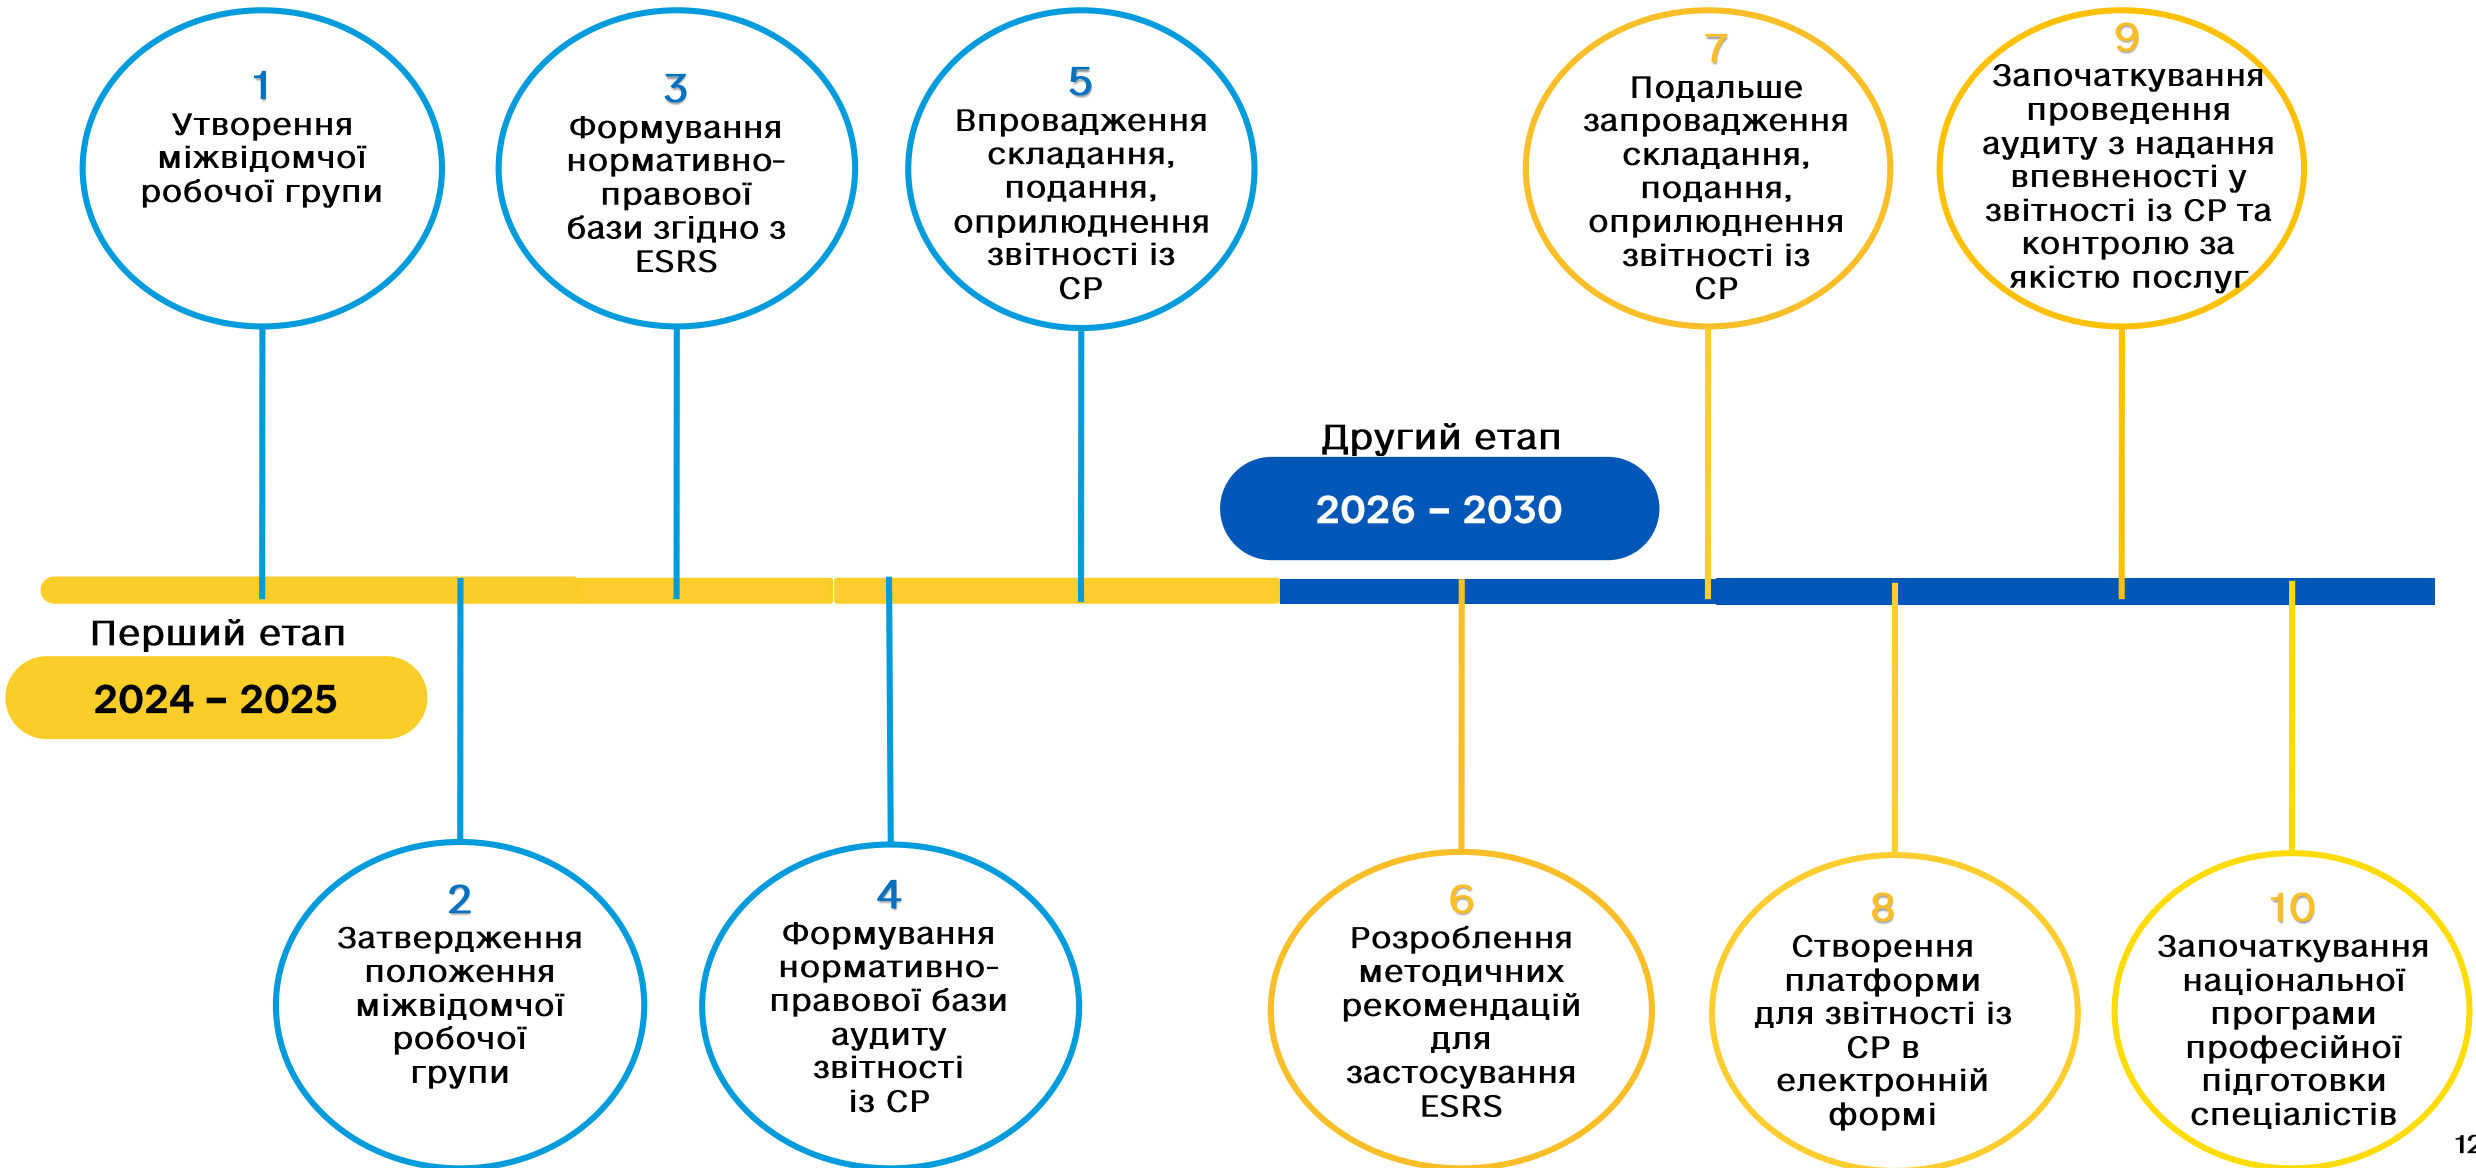 1
Утворення
міжвідомчої
робочої групи
3
Формування
нормативно-
правової
бази згідно з
ESRS
5
Впровадження
складання,
подання,
оприлюднення
звітності із
СР
7
Подальше
запровадження
складання,
подання,
оприлюднення
звітності із
СР
9
Започаткування
проведення
аудиту з надання
впевненості у
звітності із СР та
контролю за
якістю послуг
Другий етап
2026 – 2030
Перший етап
2024 – 2025
2
Затвердження
положення
міжвідомчої
робочої
групи
4
Формування
нормативно-
правової бази
аудиту
звітності
із СР
6
Розроблення
методичних
рекомендацій
для
застосування
ESRS
8
Створення
платформи
для звітності із
СР в
електронній
формі
10
Започаткування
національної
програми
професійної
підготовки
спеціалістів
12